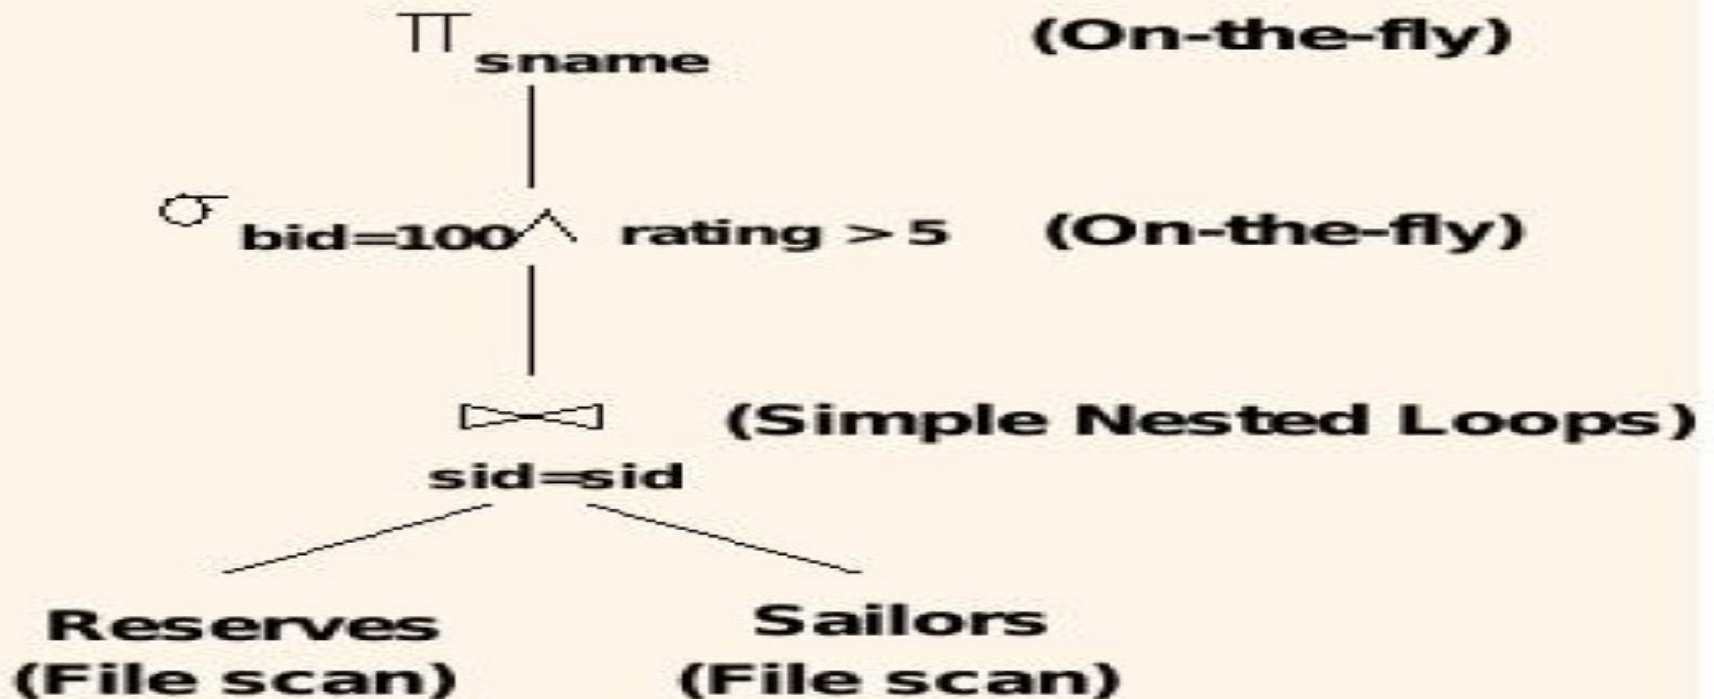 π sname (On-the-fly)
σ bid=100 ∧ rating > 5 (On-the-fly)
⋈ (Simple Nested Loops)
sid=sid
Reserves Sailors
(File scan) (File scan)